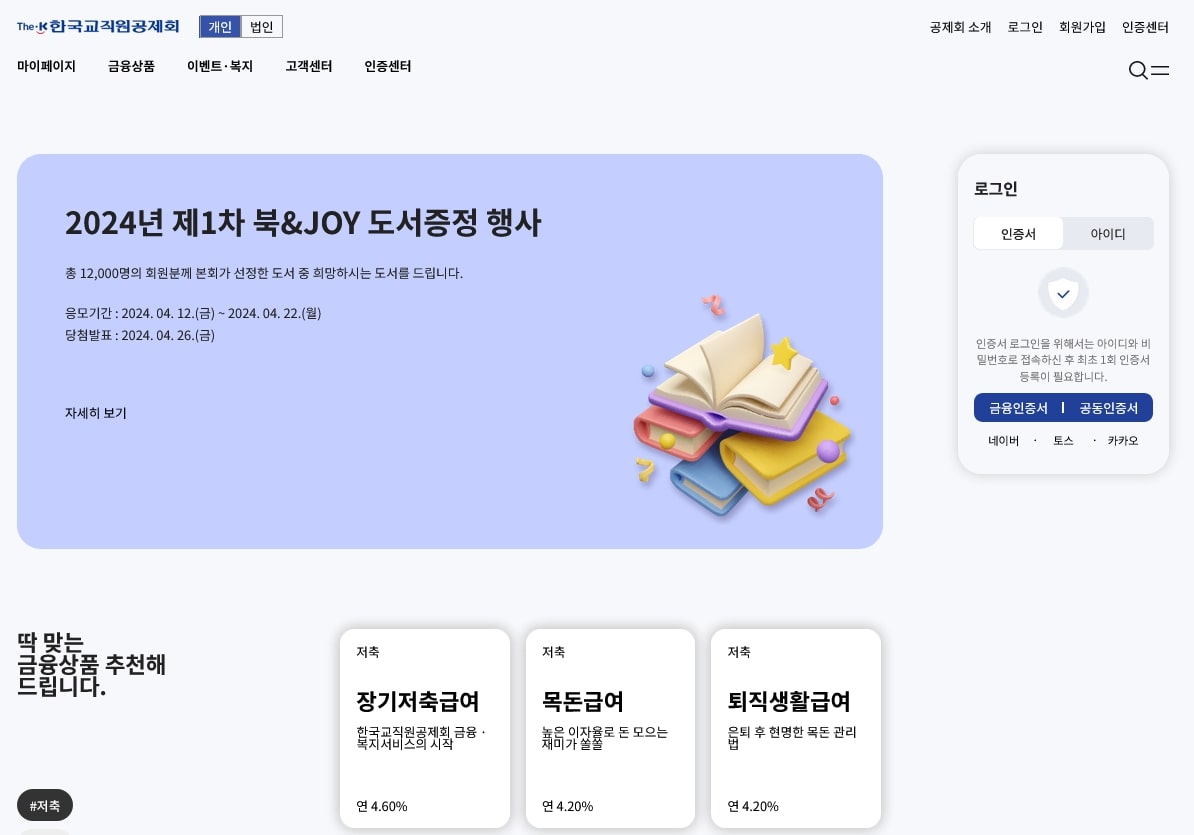 The-K한국교직원공제회
개인 법인
공제회 소개 로그인 회원가입 인증센터
마이페이지 금융상품 이벤트·복지 고객센터 인증센터
2024년 제1차 북&JOY 도서증정 행사
총 12,000명의 회원분께 본회가 선정한 도서 중 희망하시는 도서를 드립니다.
응모기간 : 2024. 04. 12.(금) ~ 2024. 04. 22.(월)
당첨발표 : 2024. 04. 26.(금)
자세히 보기
로그인
인증서 아이디
인증서 로그인을 위해서는 아이디와 비
밀번호로 접속하신 후 최초 1회 인증서
등록이 필요합니다.
금융인증서 공동인증서
네이버 · 토스 · 카카오
딱 맞는
금융상품 추천해
드립니다.
#저축
저축
장기저축급여
한국교직원공제회 금융 ·
복지서비스의 시작
연 4.60%
저축
목돈급여
높은 이자율로 돈 모으는
재미가 쏠쏠
연 4.20%
저축
퇴직생활급여
은퇴 후 현명한 목돈 관리
법
연 4.20%